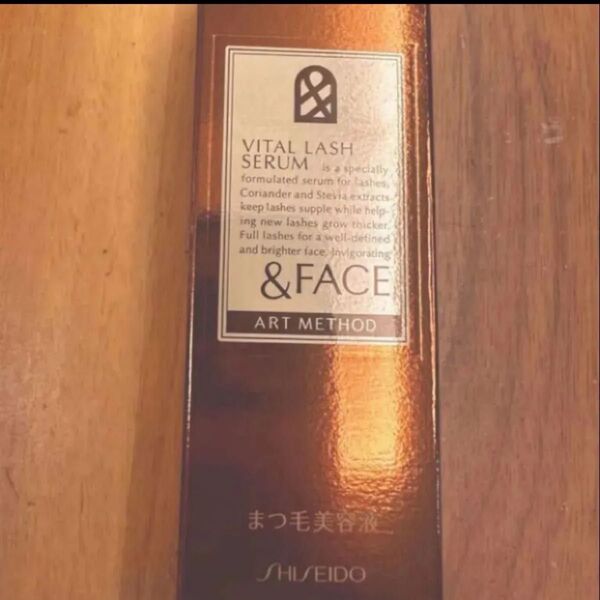 VITAL LASH
SERUM is a specially
formulated serum for lashes,
Coriander and Stevia extracts
keep lashes supple while help-
ing new lashes grow thicker.
Full lashes for a well-defined
and brighter face. Invigorating
&FACE
ART METHOD
まつ毛美容液
SHISEIDO